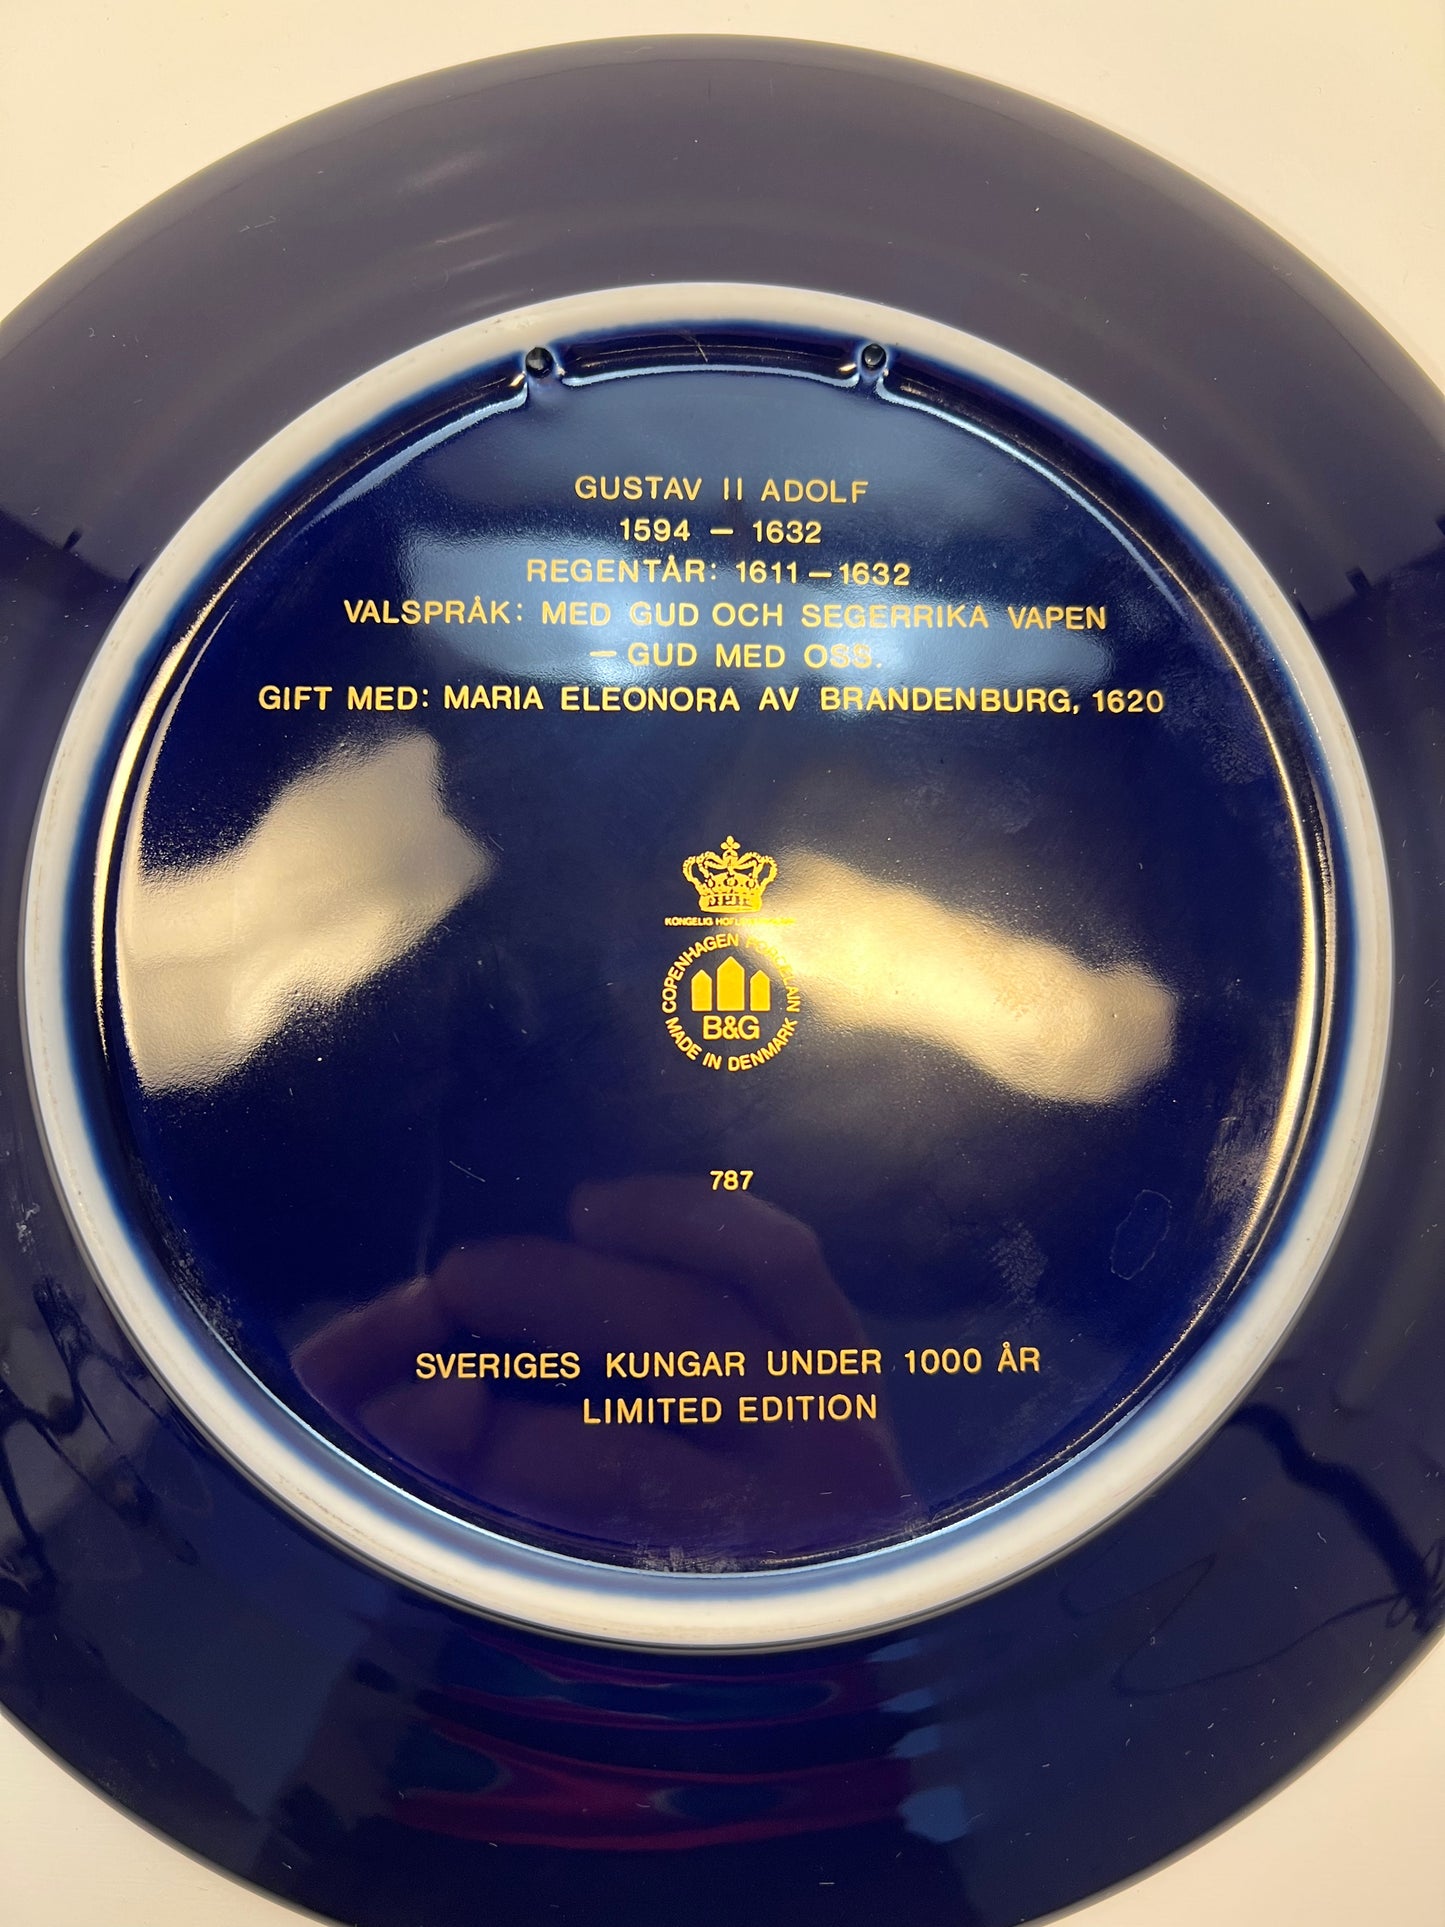 GUSTAV II ADOLF
1594 – 1632
REGENTÅR: 1611 – 1632
VALSPRÅK: MED GUD OCH SEGERRIKA VAPEN
– GUD MED OSS.
GIFT MED: MARIA ELEONORA AV BRANDENBURG, 1620
KONGELIG
COPENHAGEN PORCELAIN
B&G
MADE IN DENMARK
787
SVERIGES KUNGAR UNDER 1000 ÅR
LIMITED EDITION